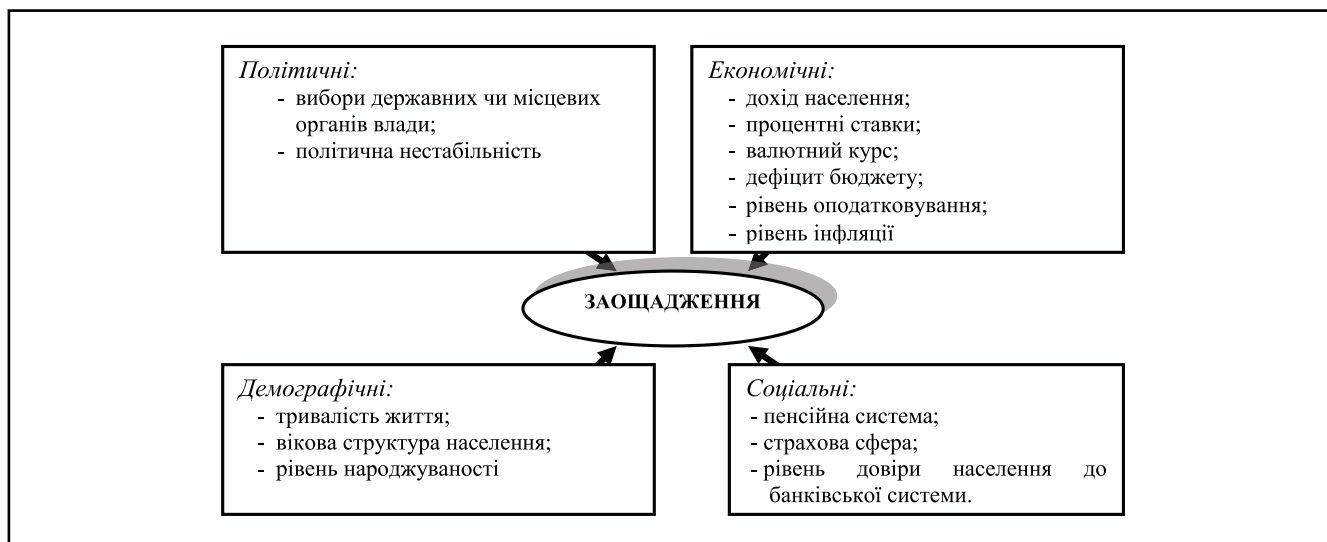 Політичні:
- вибори державних чи місцевих
органів влади;
- політична нестабільність
Економічні:
- дохід населення;
- процентні ставки;
- валютний курс;
- дефіцит бюджету;
- рівень оподатковування;
- рівень інфляції
ЗАОЩАДЖЕННЯ
Демографічні:
- тривалість життя;
- вікова структура населення;
- рівень народжуваності
Соціальні:
- пенсійна система;
- страхова сфера;
- рівень довіри населення до
банківської системи.